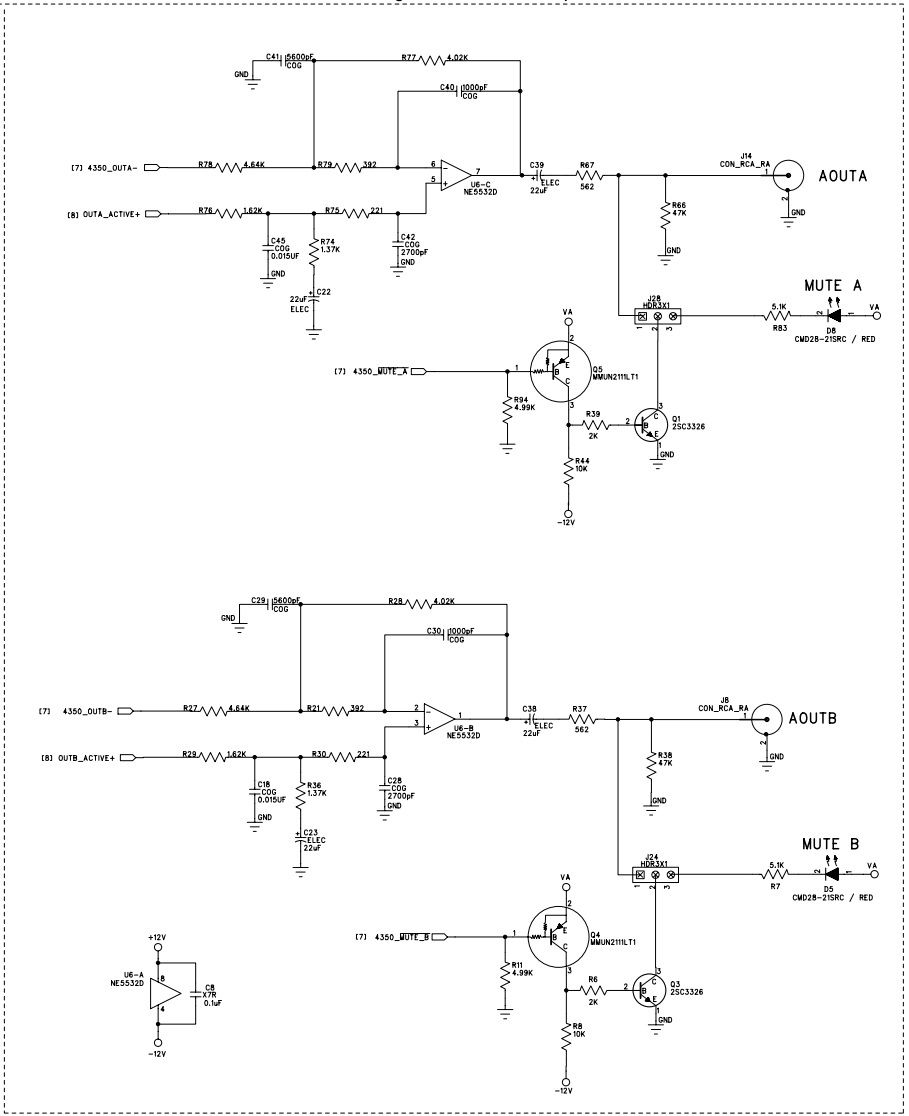 C41 5600pF
COG
GND
R77 4.02K
C40 1000pF
COG
[7] 4350_OUTA-
R78 4.64K
R79 392
6
5
7
U6-C
NE5532D
C39
+
ELEC
22uF
R67
562
J14
CON_RCA_RA
1
2
AOUTA
GND
[8] OUTA_ACTIVE+
R76 1.62K
R75 221
C45
COG
0.015UF
GND
R74
1.37K
C42
COG
2700pF
GND
+
C22
22uF
ELEC
R66
47K
GND
MUTE A
J28
HDR3X1
1 2 3
5.1K
R83
2 1
VA
D8
CMD28-21SRC / RED
VA
2
[7] 4350_MUTE_A
1
B
E
C
3
Q5
MMUN2111LT1
R94
4.99K
R39
2K
2
B
C
E
3
1
Q1
2SC3326
GND
R44
10K
-12V
C29 5600pF
COG
GND
R28 4.02K
C30 1000pF
COG
[7] 4350_OUTB-
R27 4.64K
R21 392
2
3
1
U6-B
NE5532D
C38
+
ELEC
22uF
R37
562
J8
CON_RCA_RA
1
2
AOUTB
GND
[8] OUTB_ACTIVE+
R29 1.62K
R30 221
C18
COG
0.015UF
GND
R36
1.37K
C28
COG
2700pF
GND
+
C23
ELEC
22uF
R38
47K
GND
MUTE B
J24
HDR3X1
1 2 3
5.1K
R7
2 1
VA
D5
CMD28-21SRC / RED
VA
2
[7] 4350_MUTE_B
1
B
E
C
3
Q4
MMUN2111LT1
R11
4.99K
R6
2K
2
B
C
E
3
1
Q3
2SC3326
GND
R8
10K
-12V
+12V
U6-A
NE5532D
8
4
C8
X7R
0.1uF
-12V